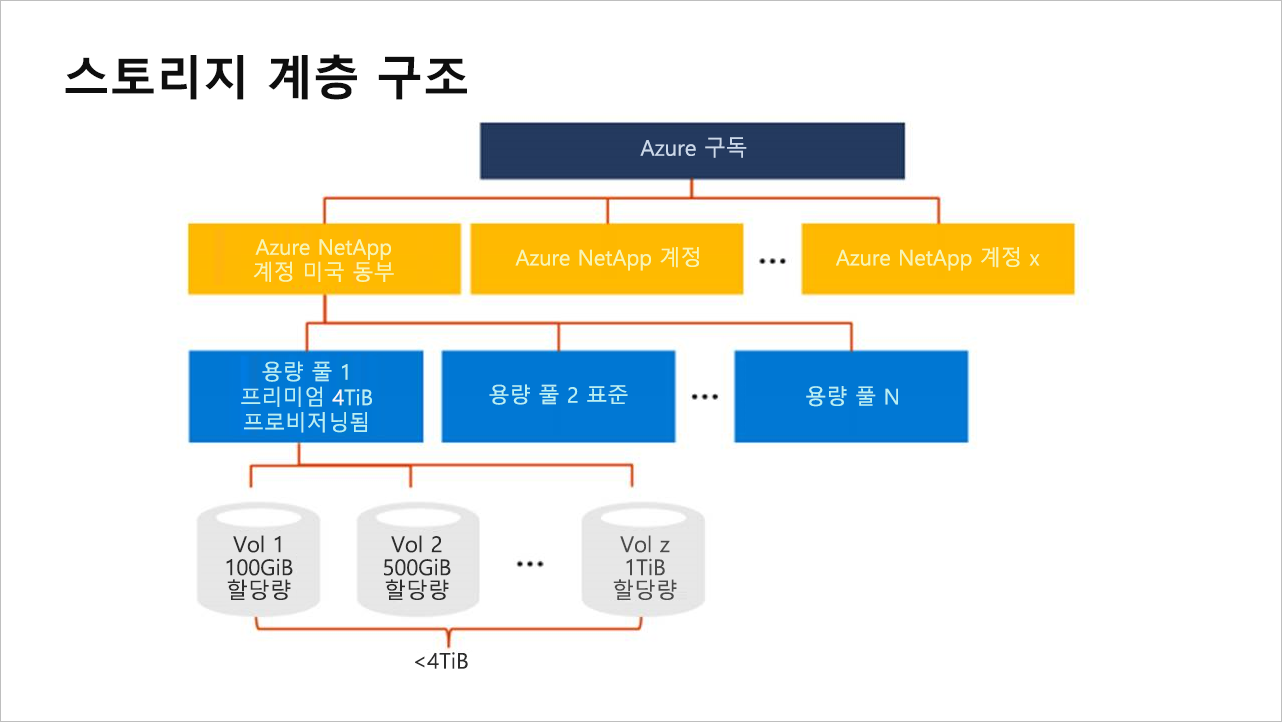 스토리지 계층 구조
Azure 구독
Azure NetApp
계정 미국 동부
Azure NetApp 계정
•••
Azure NetApp 계정 x
용량 풀 1
프리미엄 4TiB
프로비저닝됨
용량 풀 2 표준
•••
용량 풀 N
Vol 1
100GiB
할당량
Vol 2
500GiB
할당량
•••
Vol z
1TiB
할당량
<4TiB